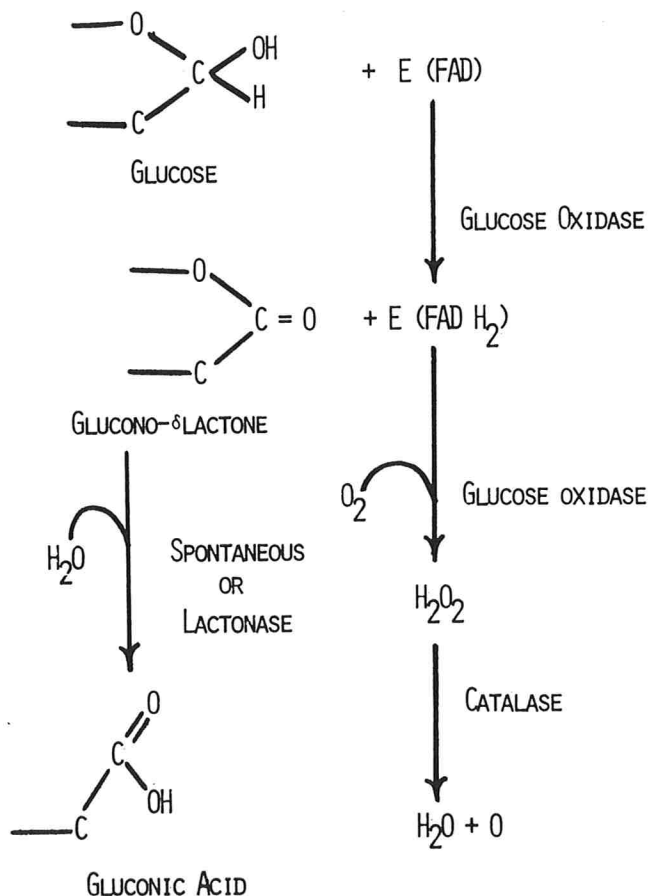 O
OH
C
H
C
+ E (FAD)
GLUCOSE
GLUCOSE OXIDASE
O
C = O
C
+ E (FAD H₂)
GLUCONO-δLACTONE
O₂
GLUCOSE OXIDASE
H₂O
SPONTANEOUS
OR
LACTONASE
H₂O₂
CATALASE
O
C
OH
C
H₂O + O
GLUCONIC ACID